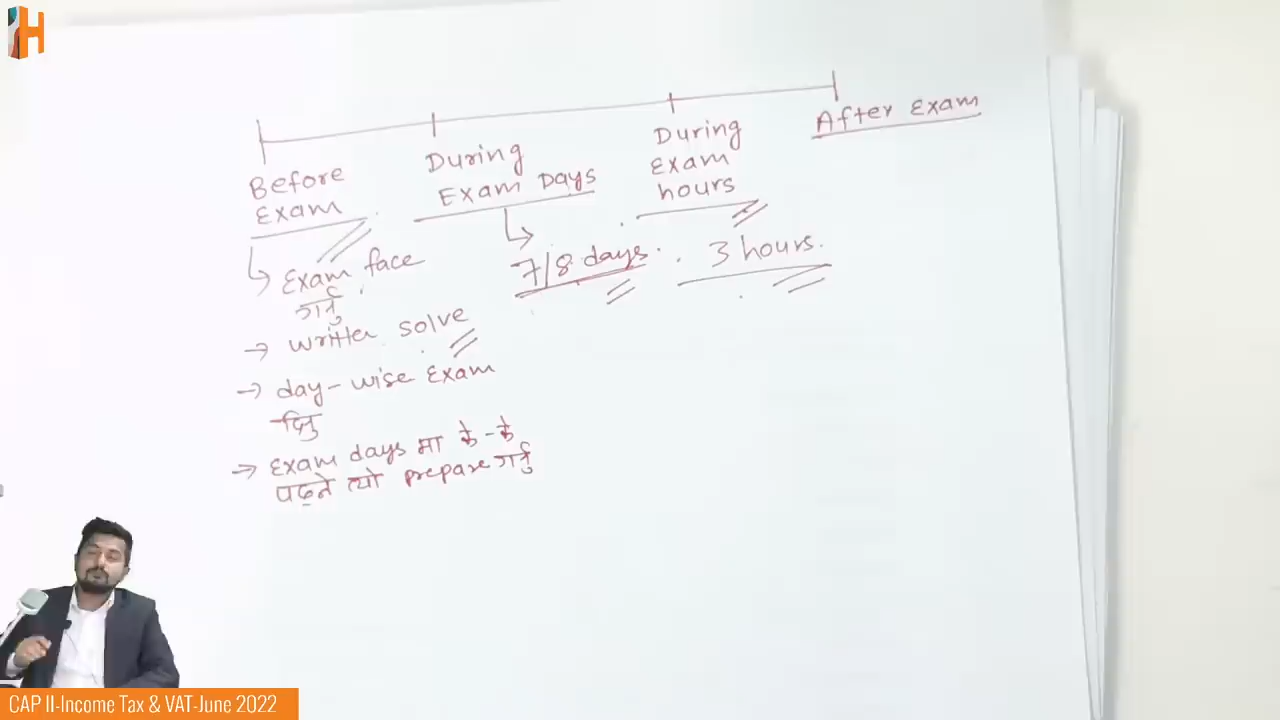 H
Before
Exam
During
Exam Days
During
Exam
hours
After Exam
7/8 days.
3 hours.
→ Exam face
गर्नु.
→ written solve
→ day-wise Exam
दिनु
→ Exam days मा के-के
पढ्ने त्यो prepare गर्नु
CAP II-Income Tax & VAT-June 2022